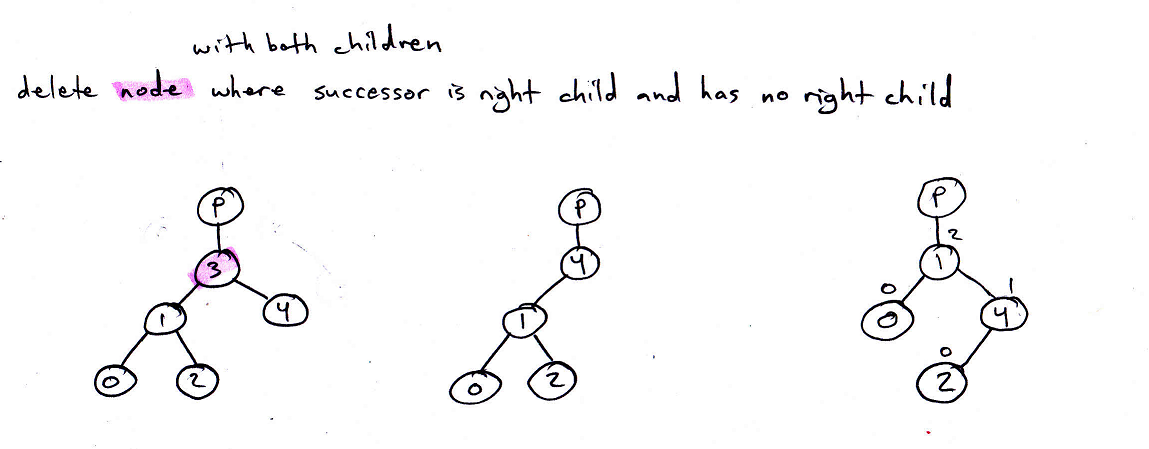 with both children
delete node where successor is right child and has no right child
P P P
3 4 2
1
1 4 1 0 1
0 4
0 2 0 2 0
2